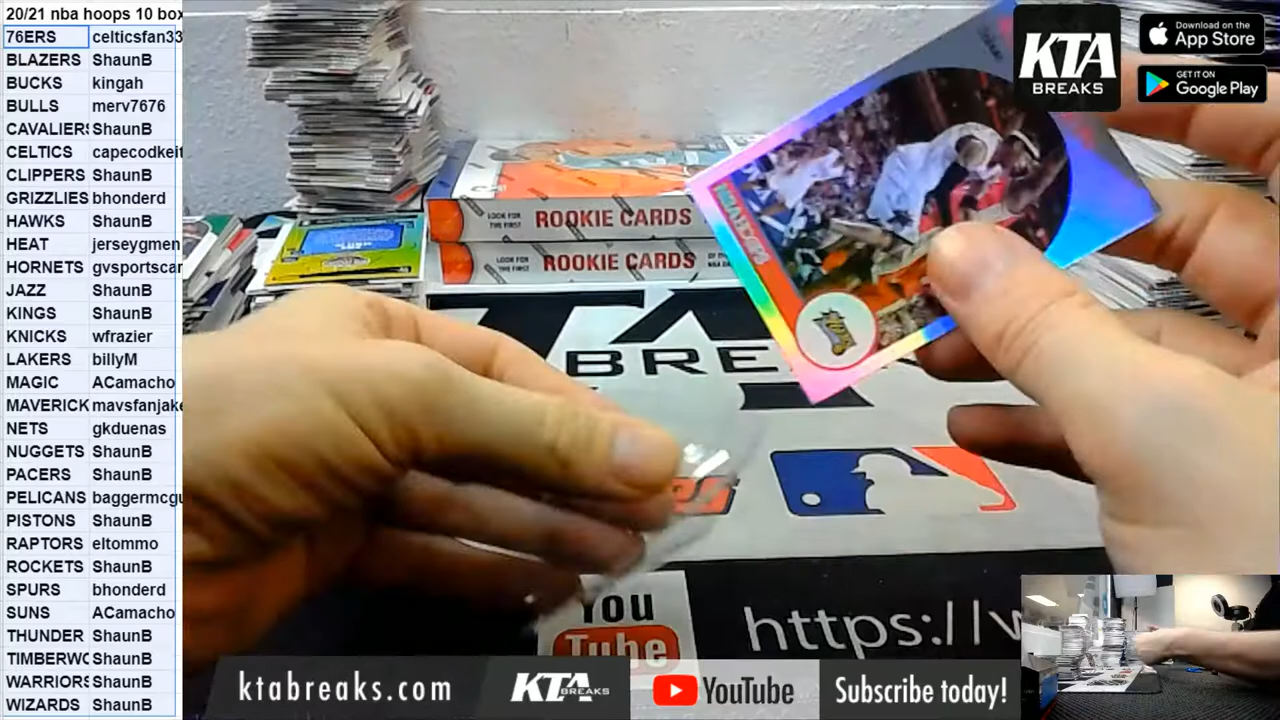 20/21 nba hoops 10 box
76ERS celticsfan33
BLAZERS ShaunB
BUCKS kingah
BULLS merv7676
CAVALIERS ShaunB
CELTICS capecodkeit
CLIPPERS ShaunB
GRIZZLIES bhonderd
HAWKS ShaunB
HEAT jerseygmen
HORNETS gvsportscar
JAZZ ShaunB
KINGS ShaunB
KNICKS wfrazier
LAKERS billyM
MAGIC ACamacho
MAVERICK mavsfanjake
NETS gkduenas
NUGGETS ShaunB
PACERS ShaunB
PELICANS baggermcgu
PISTONS ShaunB
RAPTORS eltommo
ROCKETS ShaunB
SPURS bhonderd
SUNS ACamacho
THUNDER ShaunB
TIMBERWO ShaunB
WARRIORS ShaunB
WIZARDS ShaunB
KTA
BREAKS
Download on the
App Store
GET IT ON
Google Play
LOOK FOR
THE FIRST
ROOKIE CARDS
LOOK FOR
THE FIRST
ROOKIE CARDS
BRE
You
Tube
https://w
ktabreaks.com
KTA
BREAKS
YouTube
Subscribe today!